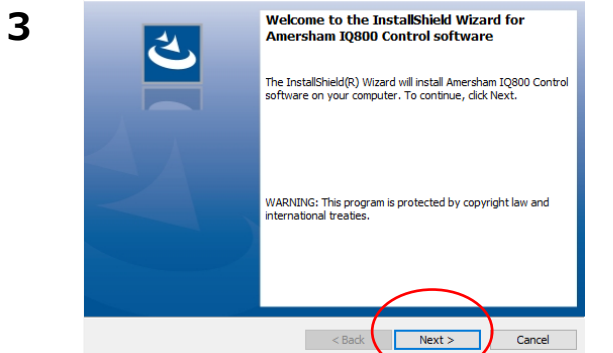 3
Welcome to the InstallShield Wizard for
Amersham IQ800 Control software
The InstallShield(R) Wizard will install Amersham IQ800 Control
software on your computer. To continue, click Next.
WARNING: This program is protected by copyright law and
international treaties.
< Back Next > Cancel